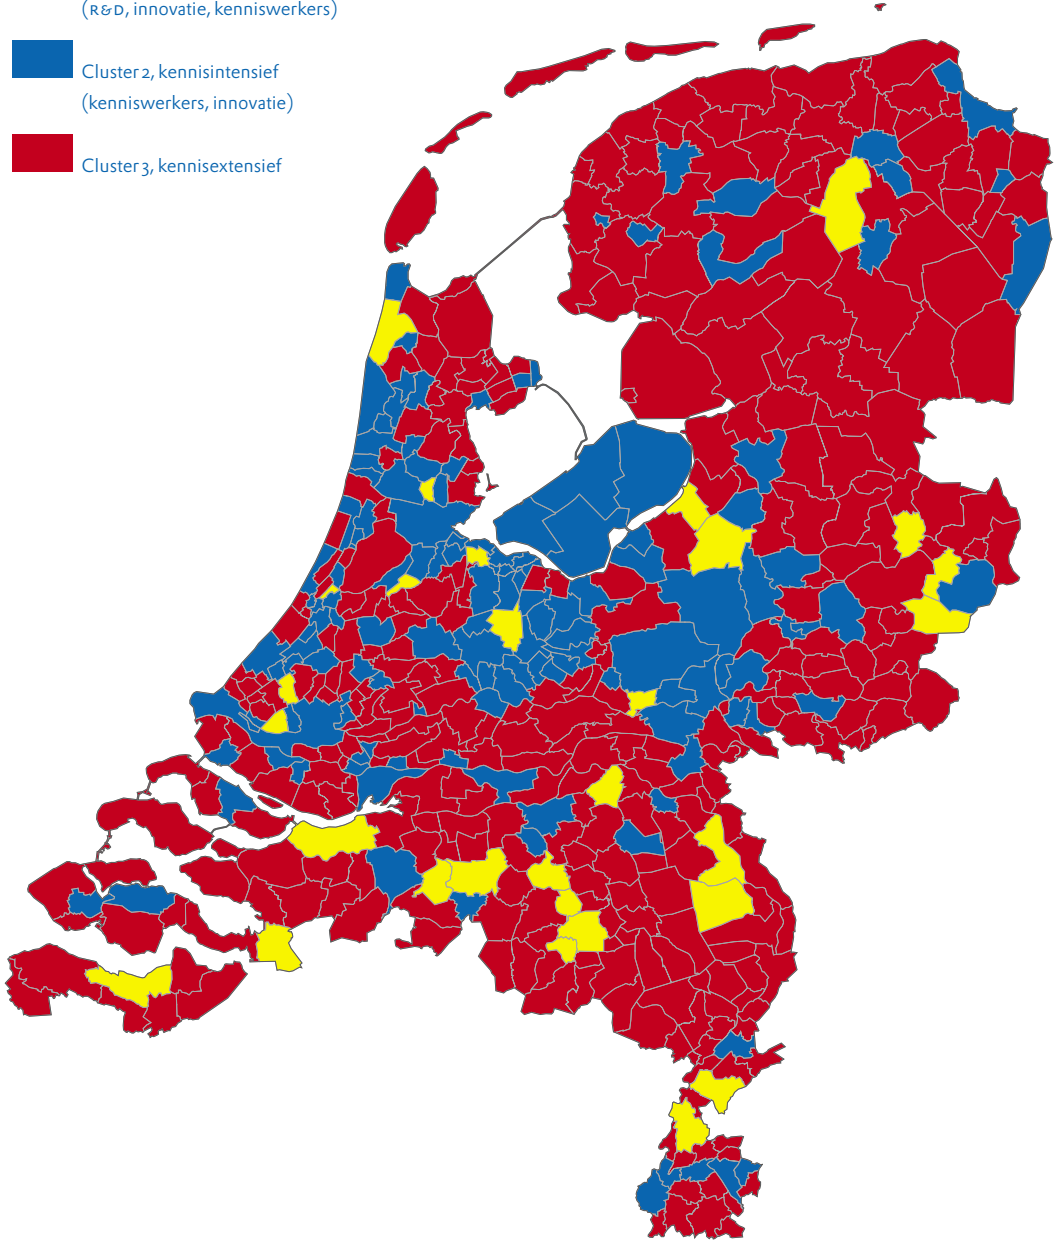 (R&D, innovatie, kenniswerkers)
Cluster 2, kennisintensief
(kenniswerkers, innovatie)
Cluster 3, kennisextensief